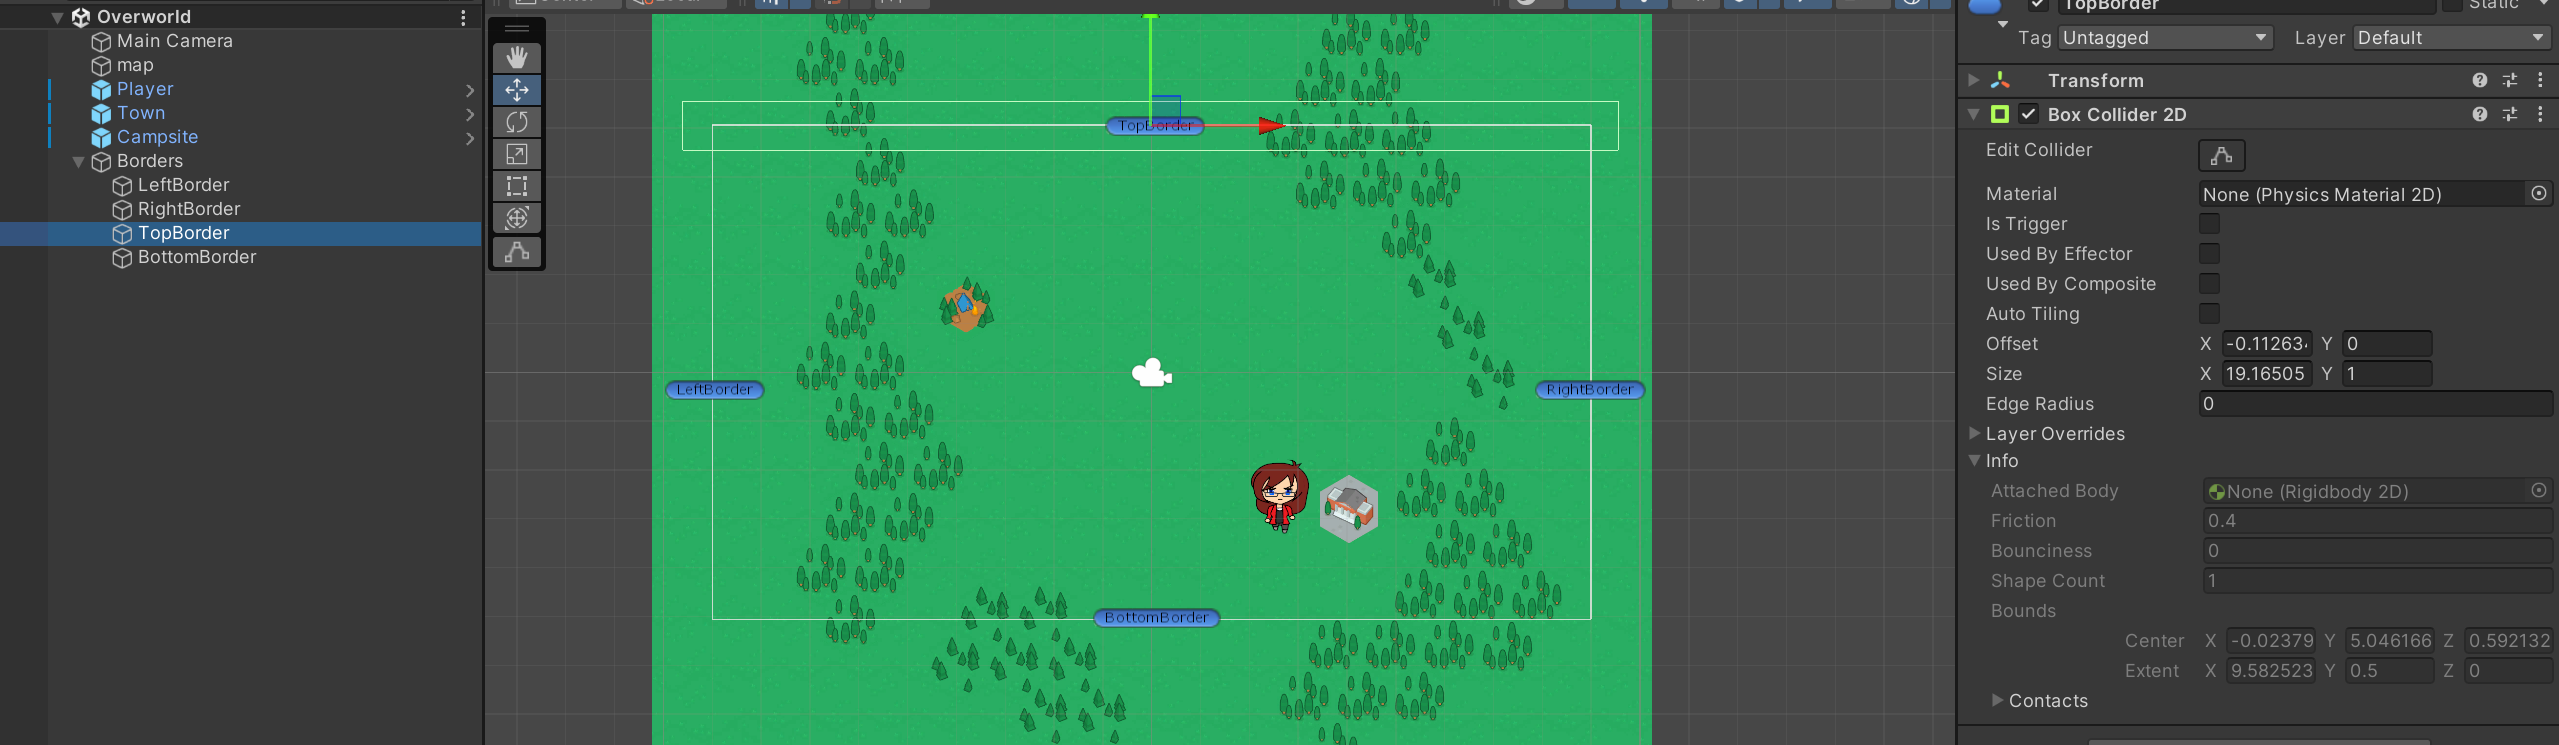 Overworld
Main Camera
map
Player
Town
Campsite
Borders
LeftBorder
RightBorder
TopBorder
BottomBorder
TopBorder
LeftBorder
RightBorder
BottomBorder
TopBorder Static
Tag Untagged Layer Default
Transform
Box Collider 2D
Edit Collider
Material None (Physics Material 2D)
Is Trigger
Used By Effector
Used By Composite
Auto Tiling
Offset X -0.11263 Y 0
Size X 19.16505 Y 1
Edge Radius 0
Layer Overrides
Info
Attached Body None (Rigidbody 2D)
Friction 0.4
Bounciness 0
Shape Count 1
Bounds
Center X -0.02379 Y 5.046166 Z 0.592132
Extent X 9.582523 Y 0.5 Z 0
Contacts